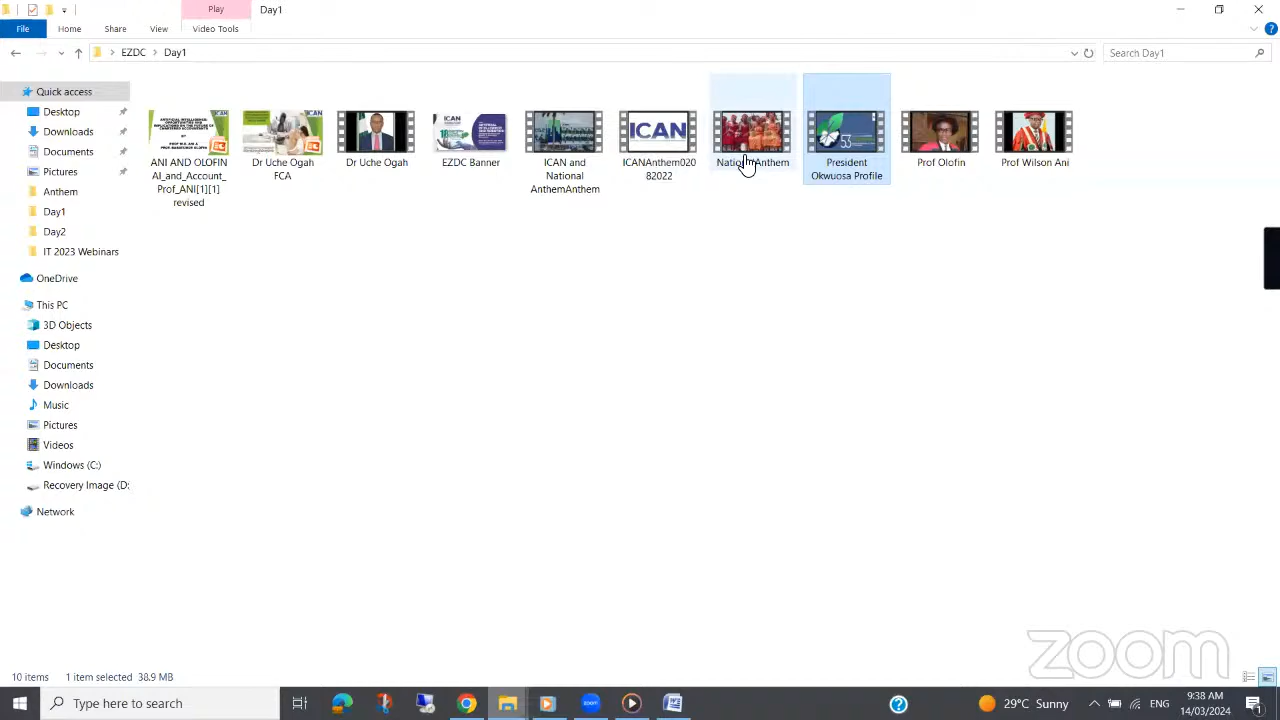 Play
Day1
File
Home
Share
View
Video Tools
EZDC
Day1
Search Day1
Quick access
Desktop
Downloads
Documents
Pictures
Anthem
Day1
Day2
IT 2023 Webinars
OneDrive
This PC
3D Objects
Desktop
Documents
Downloads
Music
Pictures
Videos
Windows (C:)
Recovery Image (D:
Network
ANI AND OLOFIN
AI_and_Account_
Prof_ANI[1][1]
revised
Dr Uche Ogah
FCA
Dr Uche Ogah
EZDC Banner
ICAN and
National
AnthemAnthem
ICAN
ICANAnthem020
82022
NationalAnthem
53
President
Okwuosa Profile
Prof Olofin
Prof Wilson Ani
10 items
1 item selected 38.9 MB
zoom
Type here to search
zoom
29°C Sunny
ENG
9:38 AM
14/03/2024